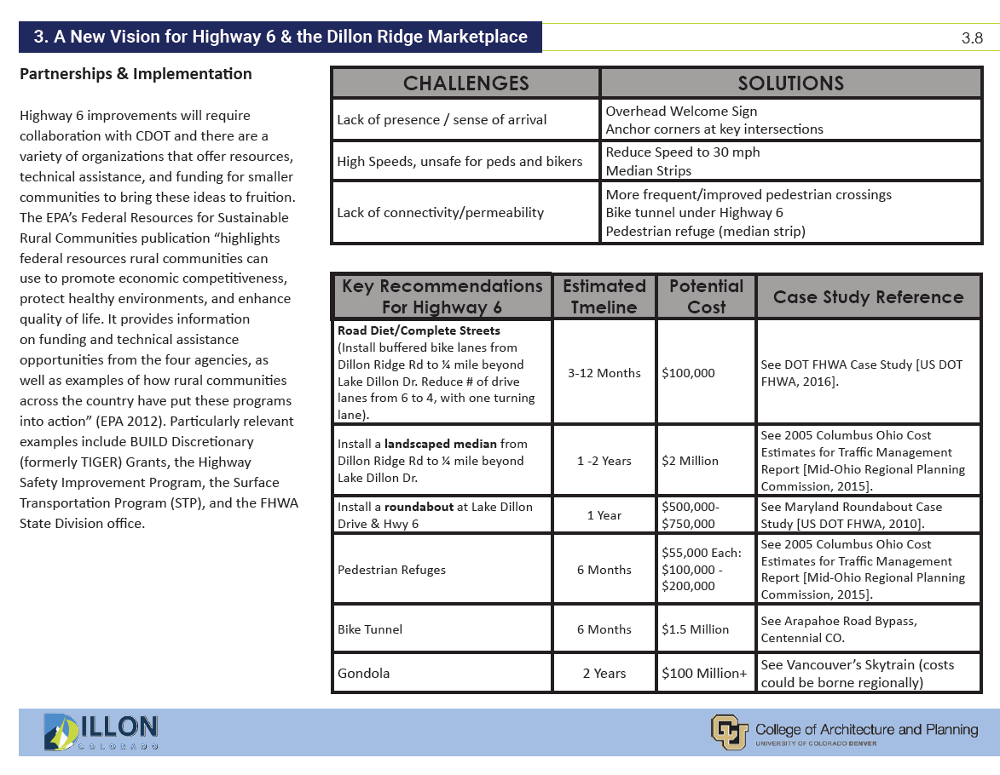 3. A New Vision for Highway 6 & the Dillon Ridge Marketplace
3.8
Partnerships & Implementation
Highway 6 improvements will require
collaboration with CDOT and there are a
variety of organizations that offer resources,
technical assistance, and funding for smaller
communities to bring these ideas to fruition.
The EPA’s Federal Resources for Sustainable
Rural Communities publication “highlights
federal resources rural communities can
use to promote economic competitiveness,
protect healthy environments, and enhance
quality of life. It provides information
on funding and technical assistance
opportunities from the four agencies, as
well as examples of how rural communities
across the country have put these programs
into action” (EPA 2012). Particularly relevant
examples include BUILD Discretionary
(formerly TIGER) Grants, the Highway
Safety Improvement Program, the Surface
Transportation Program (STP), and the FHWA
State Division office.
CHALLENGES
SOLUTIONS
Lack of presence / sense of arrival
Overhead Welcome Sign
Anchor corners at key intersections
High Speeds, unsafe for peds and bikers
Reduce Speed to 30 mph
Median Strips
Lack of connectivity/permeability
More frequent/improved pedestrian crossings
Bike tunnel under Highway 6
Pedestrian refuge (median strip)
Key Recommendations
For Highway 6
Estimated
Tmeline
Potential
Cost
Case Study Reference
Road Diet/Complete Streets
(Install buffered bike lanes from
Dillon Ridge Rd to ¼ mile beyond
Lake Dillon Dr. Reduce # of drive
lanes from 6 to 4, with one turning
lane).
3-12 Months
$100,000
See DOT FHWA Case Study [US DOT
FHWA, 2016].
Install a landscaped median from
Dillon Ridge Rd to ¼ mile beyond
Lake Dillon Dr.
1 -2 Years
$2 Million
See 2005 Columbus Ohio Cost
Estimates for Traffic Management
Report [Mid-Ohio Regional Planning
Commission, 2015].
Install a roundabout at Lake Dillon
Drive & Hwy 6
1 Year
$500,000-
$750,000
See Maryland Roundabout Case
Study [US DOT FHWA, 2010].
Pedestrian Refuges
6 Months
$55,000 Each:
$100,000 -
$200,000
See 2005 Columbus Ohio Cost
Estimates for Traffic Management
Report [Mid-Ohio Regional Planning
Commission, 2015].
Bike Tunnel
6 Months
$1.5 Million
See Arapahoe Road Bypass,
Centennial CO.
Gondola
2 Years
$100 Million+
See Vancouver’s Skytrain (costs
could be borne regionally)
DILLON
COLORADO
CU
College of Architecture and Planning
UNIVERSITY OF COLORADO DENVER